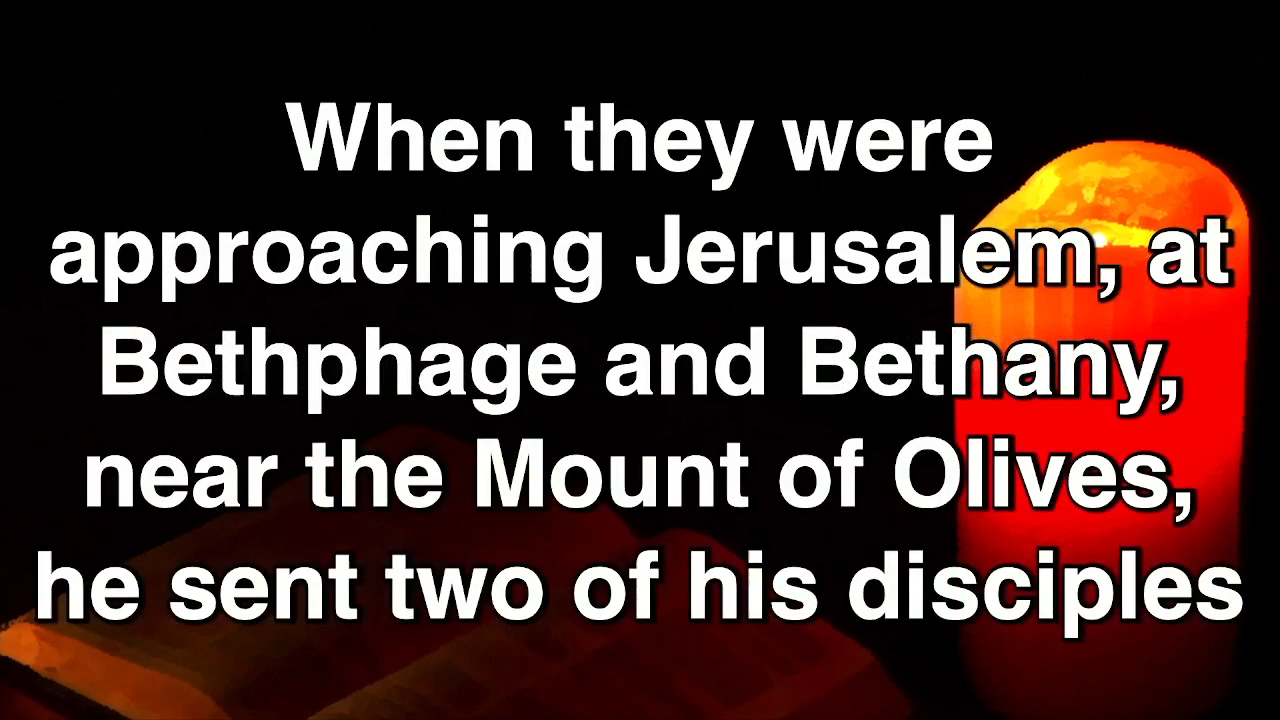 When they were
approaching Jerusalem, at
Bethphage and Bethany,
near the Mount of Olives,
he sent two of his disciples